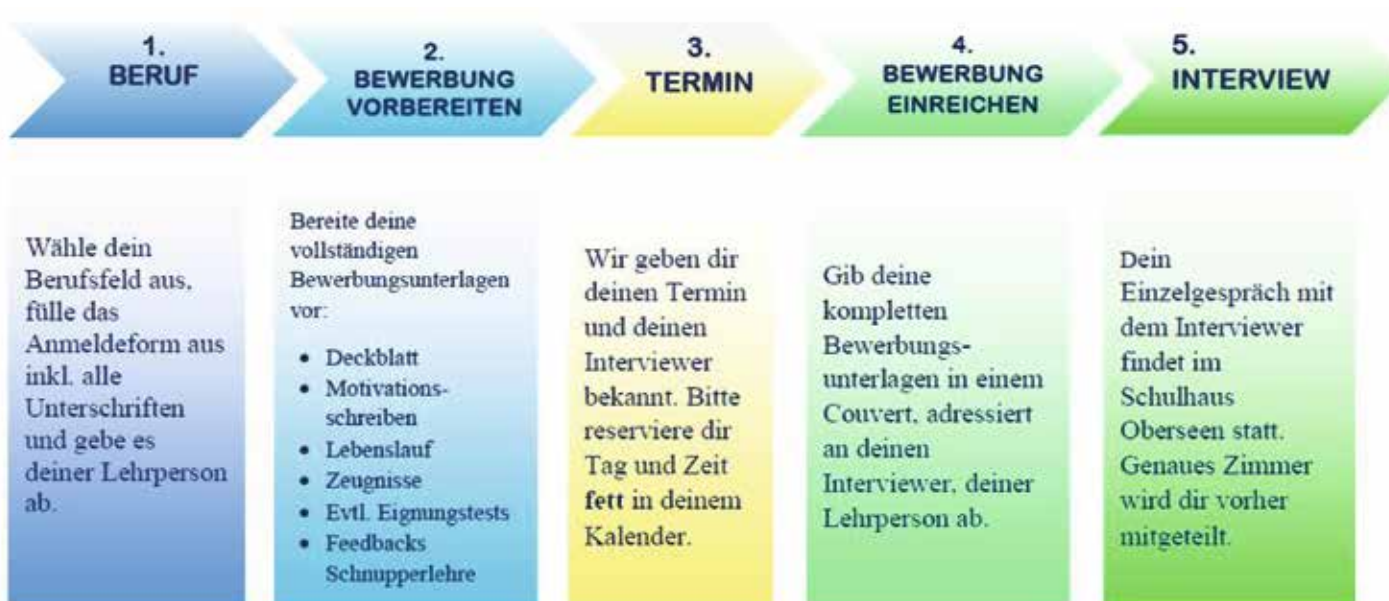 1.
BERUF
2.
BEWERBUNG
VORBEREITEN
3.
TERMIN
4.
BEWERBUNG
EINREICHEN
5.
INTERVIEW
Wähle dein
Berufsfeld aus,
fülle das
Anmeldeform aus
inkl. alle
Unterschriften
und gebe es
deiner Lehrperson
ab.
Bereite deine
vollständigen
Bewerbungsunterlagen
vor:
• Deckblatt
• Motivations-
schreiben
• Lebenslauf
• Zeugnisse
• Evtl. Eignungstests
• Feedbacks
Schnupperlehre
Wir geben dir
deinen Termin
und deinen
Interviewer
bekannt. Bitte
reserviere dir
Tag und Zeit
fett in deinem
Kalender.
Gib deine
kompletten
Bewerbungs-
unterlagen in einem
Couvert, adressiert
an deinen
Interviewer, deiner
Lehrperson ab.
Dein
Einzelgespräch mit
dem Interviewer
findet im
Schulhaus
Oberseen statt.
Genaues Zimmer
wird dir vorher
mitgeteilt.